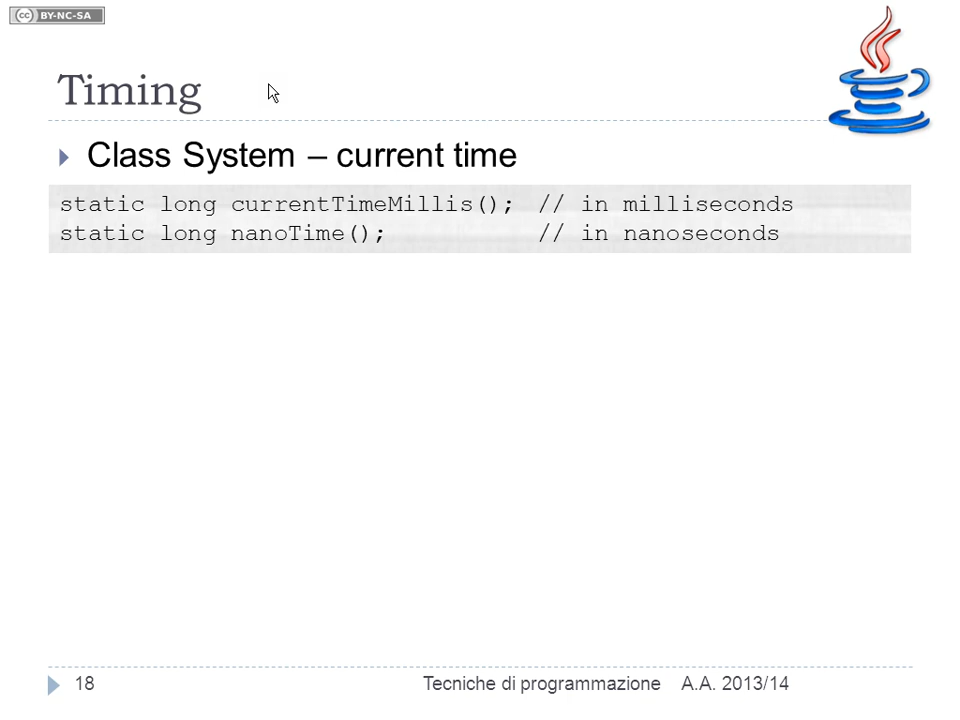 cc BY-NC-SA
Timing
Class System – current time
static long currentTimeMillis(); // in milliseconds
static long nanoTime(); // in nanoseconds
18 Tecniche di programmazione A.A. 2013/14